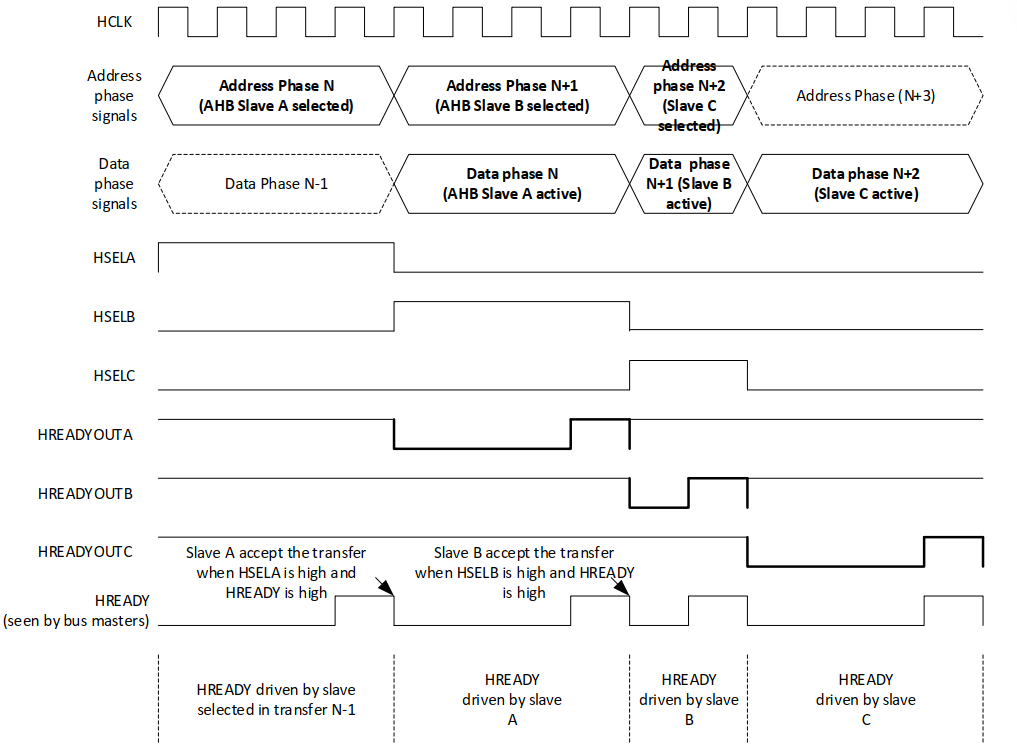 HCLK
Address
phase
signals
Address Phase N
(AHB Slave A selected)
Address Phase N+1
(AHB Slave B selected)
Address
phase N+2
(Slave C
selected)
Address Phase (N+3)
Data
phase
signals
Data Phase N-1
Data phase N
(AHB Slave A active)
Data phase
N+1 (Slave B
active)
Data phase N+2
(Slave C active)
HSELA
HSELB
HSELC
HREADYOUTA
HREADYOUTB
HREADYOUTC
Slave A accept the transfer
when HSELA is high and
HREADY is high
Slave B accept the transfer
when HSELB is high and HREADY
is high
HREADY
(seen by bus masters)
HREADY driven by slave
selected in transfer N-1
HREADY
driven by slave
A
HREADY
driven by slave
B
HREADY
driven by slave
C